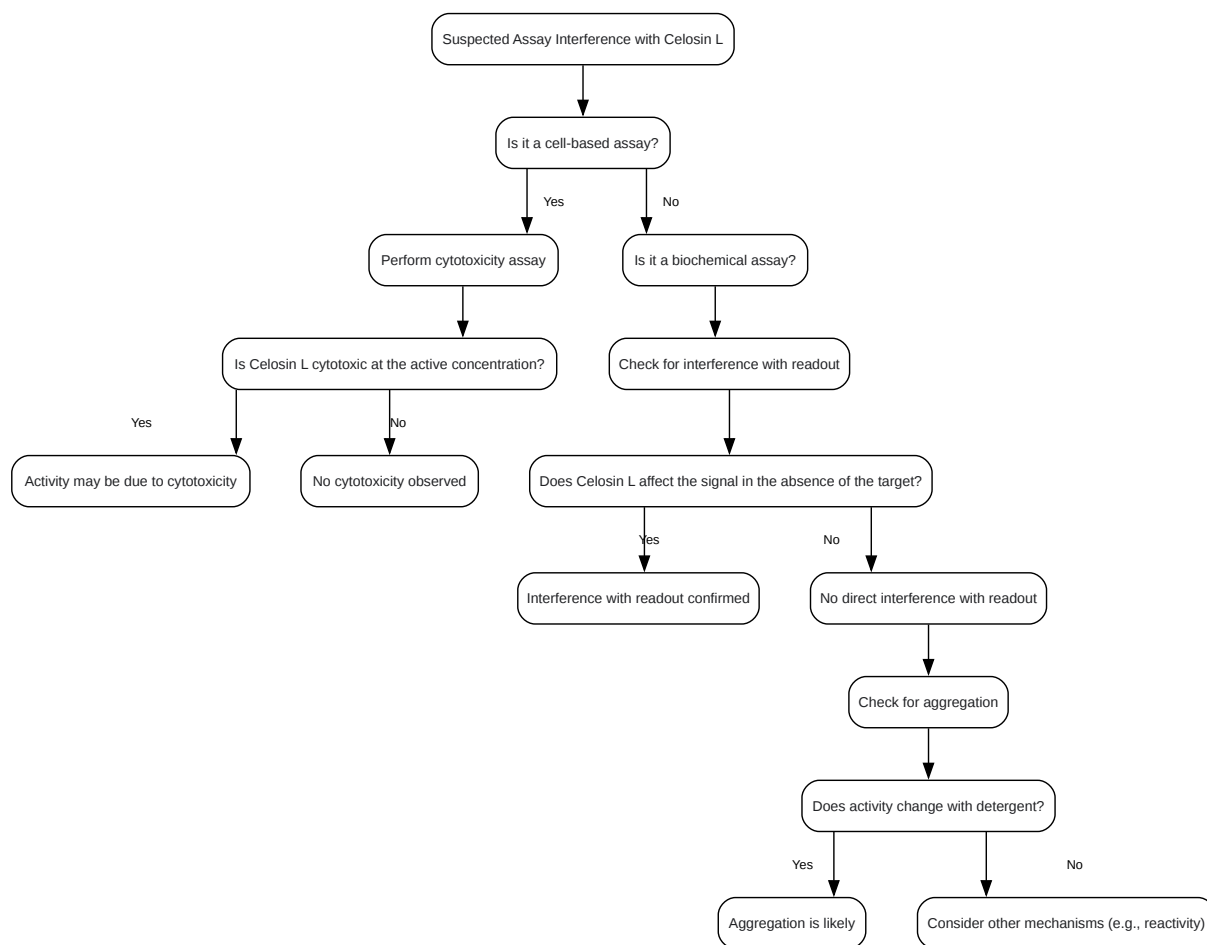 Suspected Assay Interference with Celosin L
Is it a cell-based assay?
Yes
No
Perform cytotoxicity assay
Is it a biochemical assay?
Is Celosin L cytotoxic at the active concentration?
Check for interference with readout
Yes
No
Activity may be due to cytotoxicity
No cytotoxicity observed
Does Celosin L affect the signal in the absence of the target?
Yes
No
Interference with readout confirmed
No direct interference with readout
Check for aggregation
Does activity change with detergent?
Yes
No
Aggregation is likely
Consider other mechanisms (e.g., reactivity)